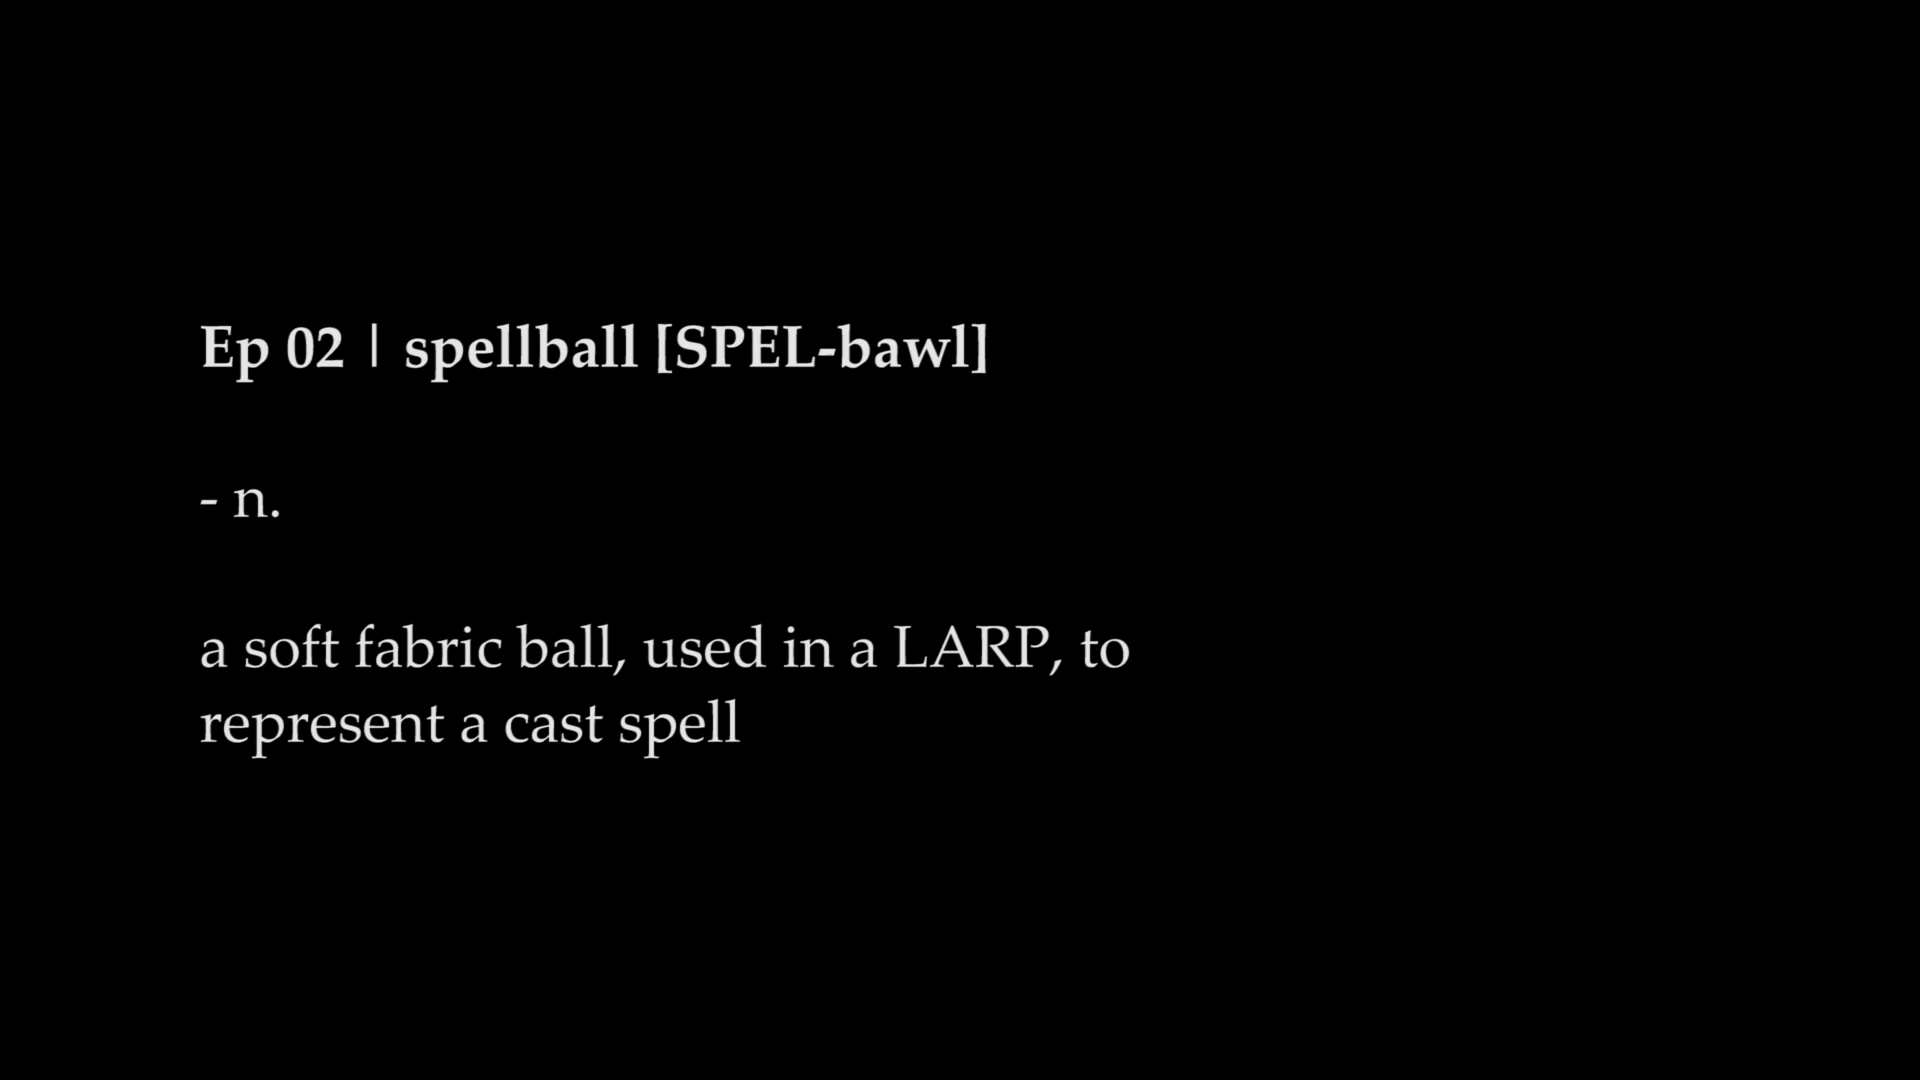 Ep 02 | spellball [SPEL-bawl]
- n.
a soft fabric ball, used in a LARP, to
represent a cast spell